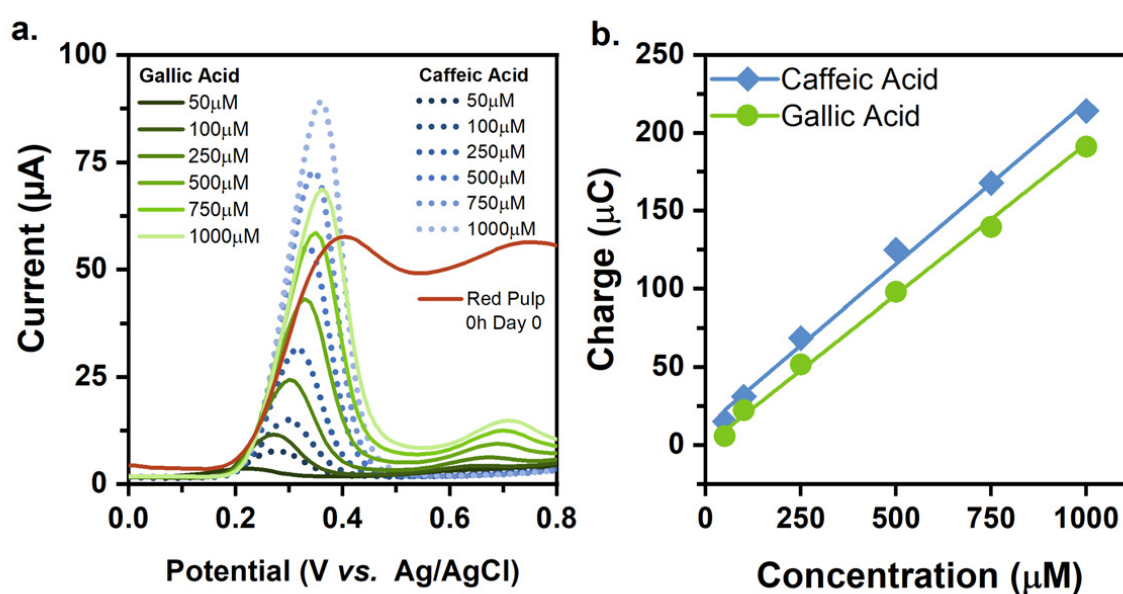 a.
100
75
50
25
0
Current (µA)
Gallic Acid
50µM
100µM
250µM
500µM
750µM
1000µM
Caffeic Acid
50µM
100µM
250µM
500µM
750µM
1000µM
Red Pulp
0h Day 0
0.0 0.2 0.4 0.6 0.8
Potential (V vs. Ag/AgCl)
b.
250
200
150
100
50
0
Charge (µC)
Caffeic Acid
Gallic Acid
0 250 500 750 1000
Concentration (µM)